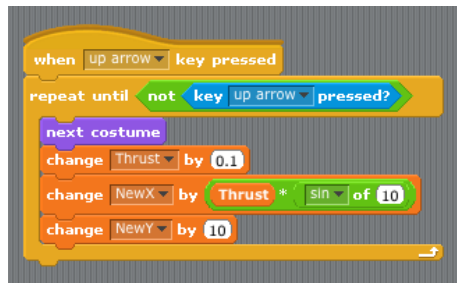 when up arrow key pressed
repeat until not key up arrow pressed?
next costume
change Thrust by 0.1
change NewX by Thrust * sin of 10
change NewY by 10